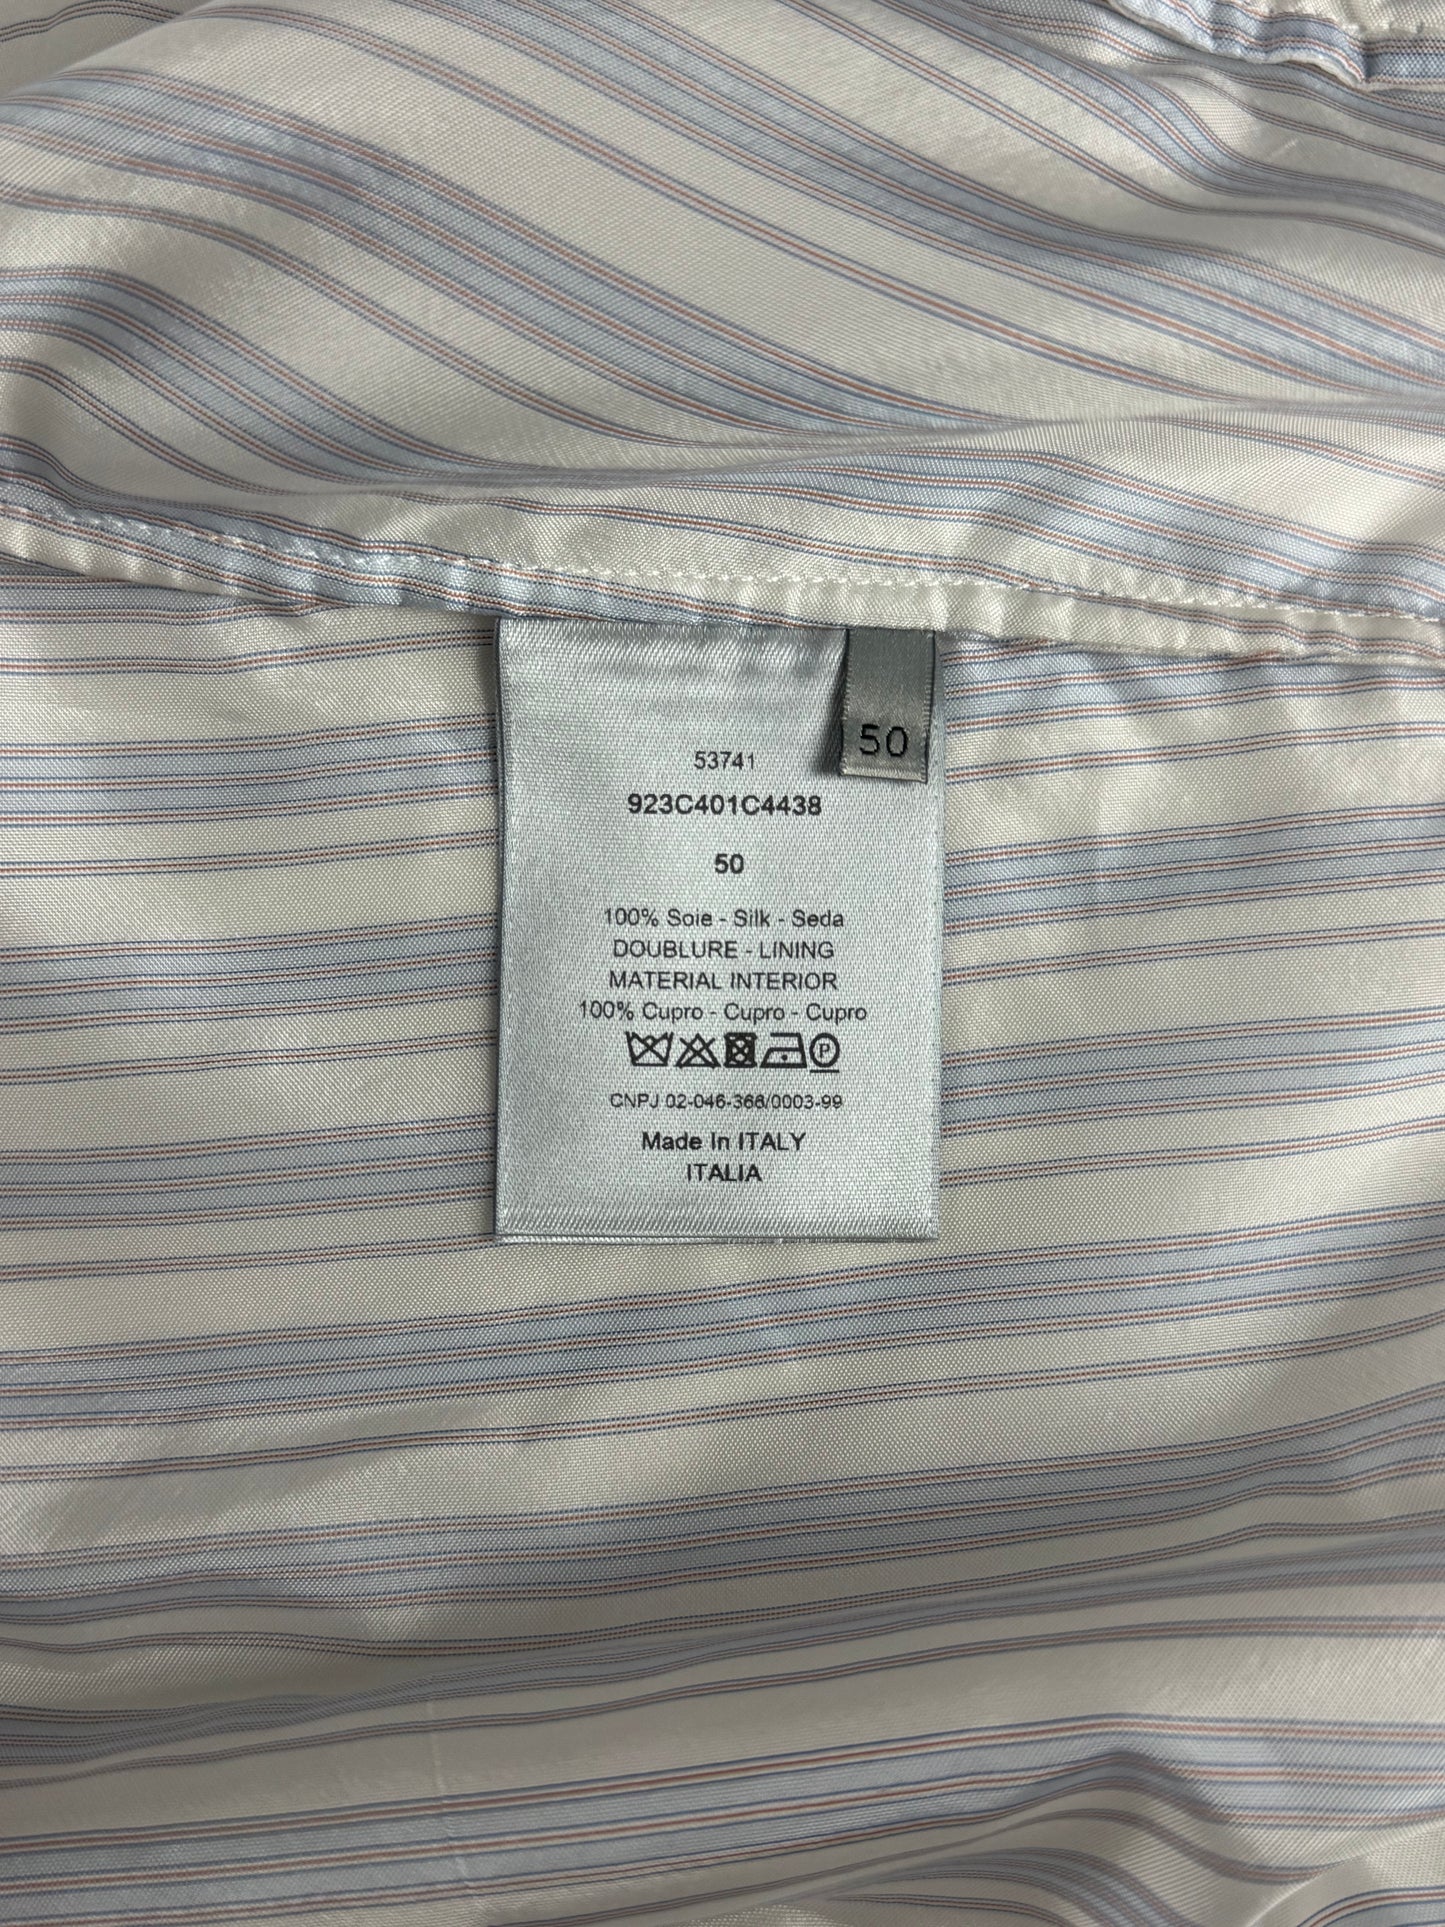 50
53741
923C401C4438
50
100% Soie - Silk - Seda
DOUBLURE - LINING
MATERIAL INTERIOR
100% Cupro - Cupro - Cupro
P
CNPJ 02-046-366/0003-99
Made In ITALY
ITALIA